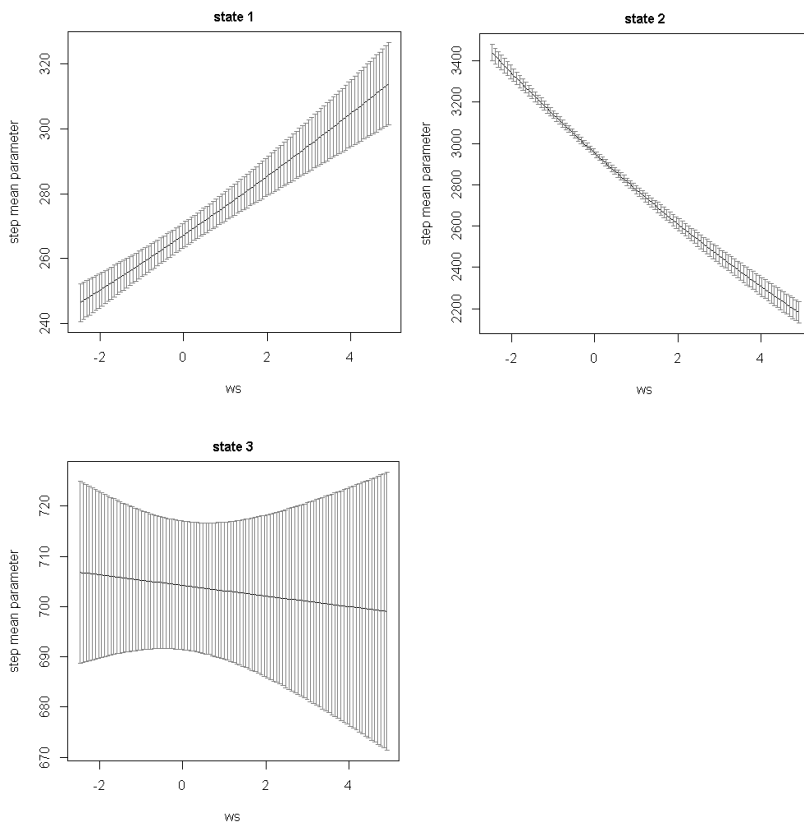 state 1
320
300
280
260
240
step mean parameter
-2 0 2 4
ws
state 2
3400
3200
3000
2800
2600
2400
2200
step mean parameter
-2 0 2 4
ws
state 3
720
710
700
690
680
670
step mean parameter
-2 0 2 4
ws